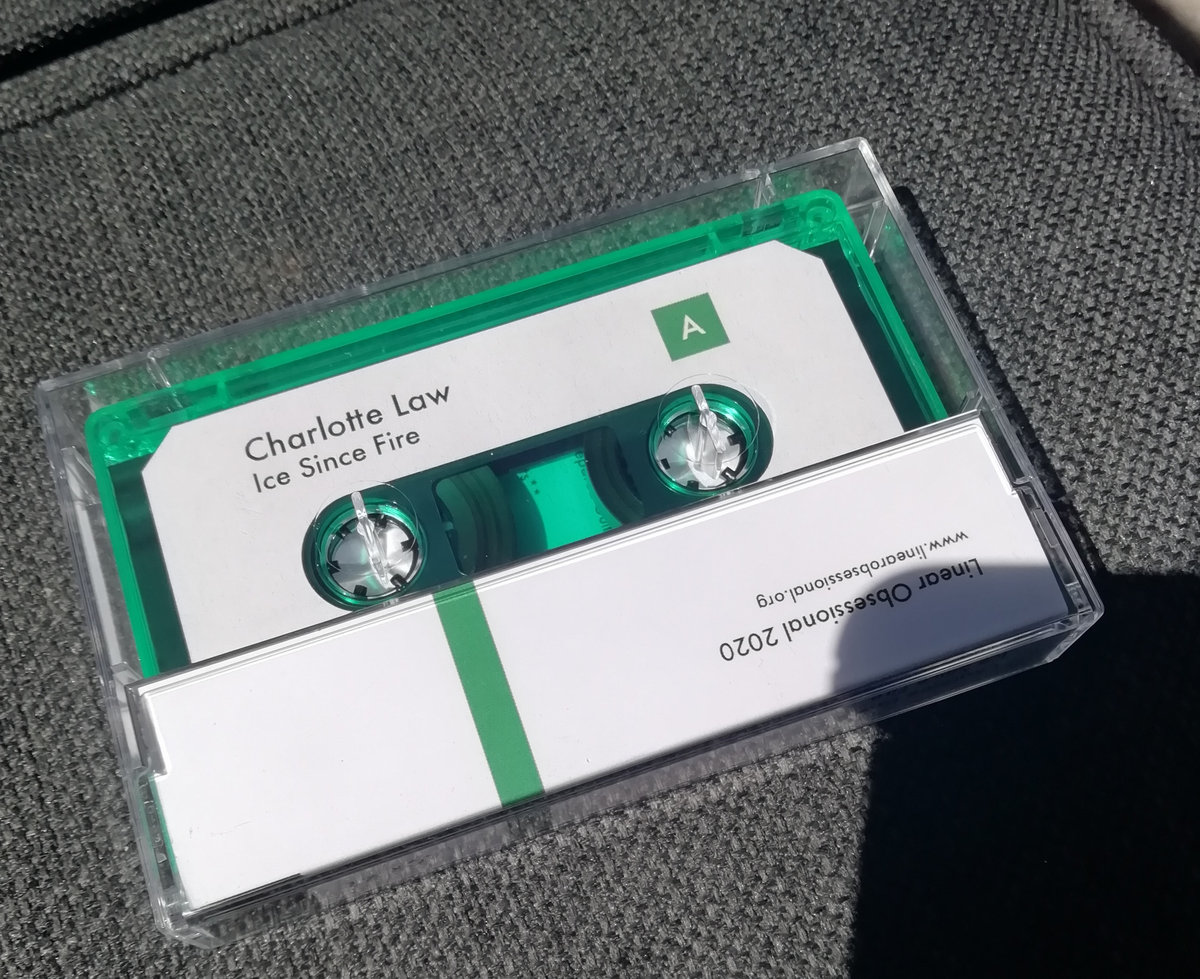 A
Charlotte Law
Ice Since Fire
Linear Obsessional 2020
www.linearobsessional.org